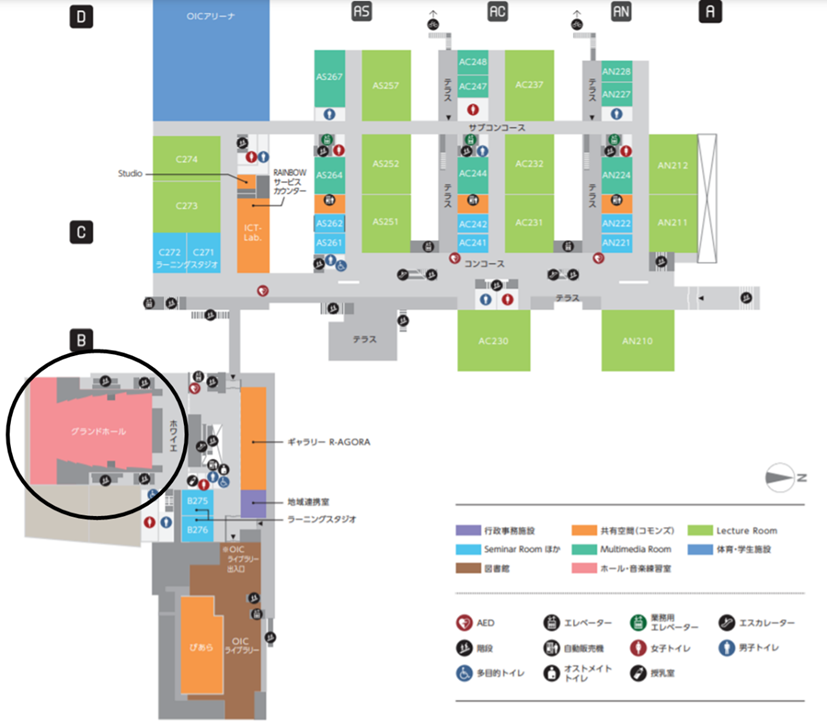 D
AS
AC
AN
A
OICアリーナ
AS267
AS257
テラス
AC248
AC247
AC237
テラス
AN228
AN227
サブコンコース
C274
Studio
RAINBOW
サービス
カウンター
AS264
AS252
テラス
AC244
AC232
テラス
AN224
AN212
C
C273
ICT-
Lab.
AS262
AS261
AS251
AC242
AC241
AC231
AN222
AN221
AN211
C272
C271
ラーニングスタジオ
コンコース
テラス
B
テラス
AC230
AN210
グランドホール
ホワイエ
ギャラリー R-AGORA
N
B275
B276
地域連携室
ラーニングスタジオ
※OIC
ライブラリー
出入口
ぴあら
OIC
ライブラリー
行政事務施設
共有空間(コモンズ)
Lecture Room
Seminar Room ほか
Multimedia Room
体育・学生施設
図書館
ホール・音楽練習室
AED
エレベーター
業務用
エレベーター
エスカレーター
階段
自動販売機
女子トイレ
男子トイレ
多目的トイレ
オストメイト
トイレ
授乳室